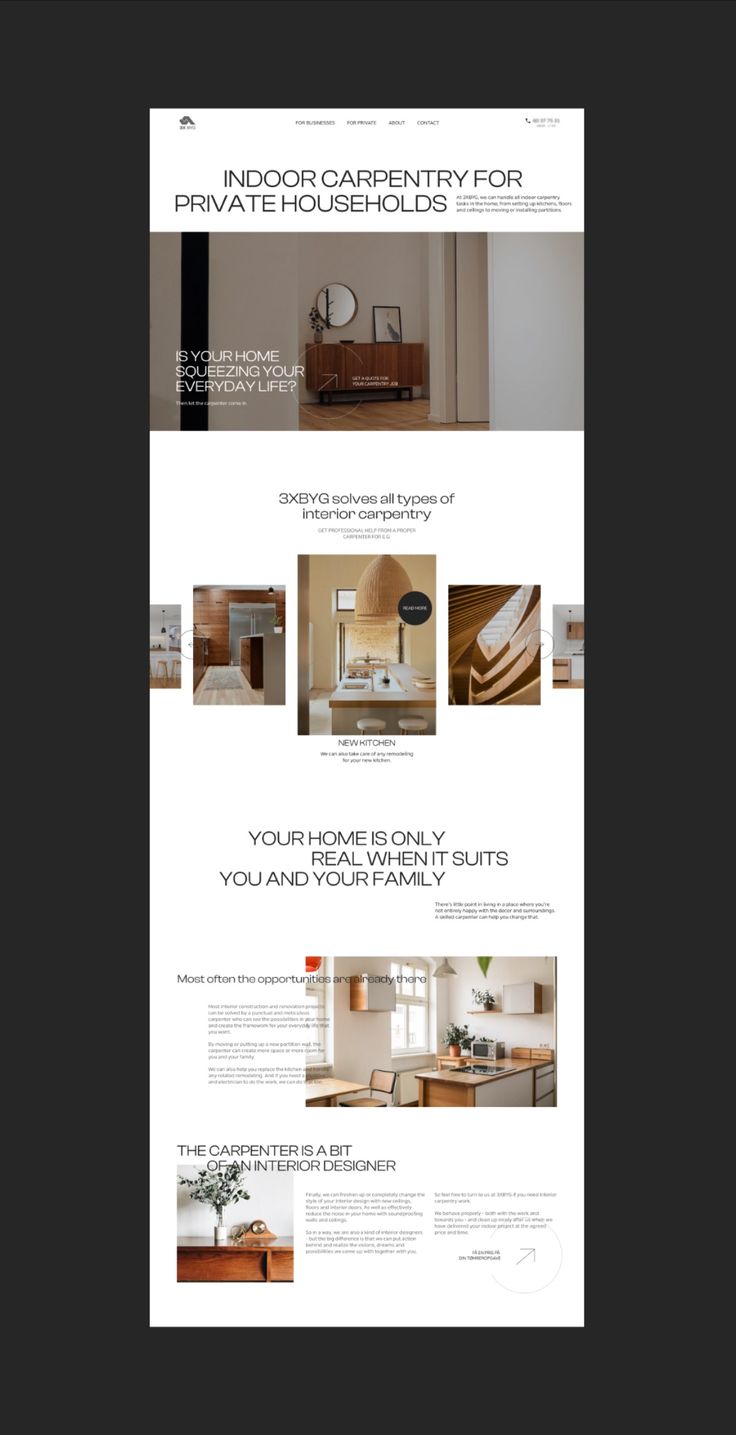 3X BYG
FOR BUSINESSES
FOR PRIVATE
ABOUT
CONTACT
INDOOR CARPENTRY FOR
PRIVATE HOUSEHOLDS
At 3XBYG, we can handle all indoor carpentry
tasks in the home, from setting up kitchens, floors
and ceilings to moving or installing partitions.
IS YOUR HOME
SQUEEZING YOUR
EVERYDAY LIFE?
Then let the carpenter come in.
GET A QUOTE FOR
YOUR CARPENTRY JOB
3XBYG solves all types of
interior carpentry
GET PROFESSIONAL HELP FROM A PROPER
CARPENTER FOR E.G
READ MORE
NEW KITCHEN
We can also take care of any remodeling
for your new kitchen.
YOUR HOME IS ONLY
REAL WHEN IT SUITS
YOU AND YOUR FAMILY
There's little point in living in a place where you're
not entirely happy with the decor and surroundings.
A skilled carpenter can help you change that.
Most often the opportunities are already there
Most interior construction and renovation projects
can be solved by a punctual and meticulous
carpenter who can see the possibilities in your home
and create the framework for your everyday life that
you want.
By moving or putting up a new partition wall, the
carpenter can create more space or more room for
you and your family.
We can also help you replace the kitchen and handle
any related remodeling. And if you need a
and electrician to do the work, we can do that too.
THE CARPENTER IS A BIT
OF AN INTERIOR DESIGNER
Finally, we can freshen up or completely change the
style of your interior design with new ceilings,
floors and interior doors. As well as effectively
reduce the noise in your home with soundproofing
walls and ceilings.
So in a way, we are also a kind of interior designers
- but the big difference is that we can put action
behind and realize the visions, dreams and
possibilities we come up with together with you.
So feel free to turn to us at 3XBYG if you need interior
carpentry work.
We behave properly - both with the work and
towards you - and clean up nicely after us when we
have delivered your indoor project at the agreed
price and time.
FÅ EN PRIS PÅ
DIN TØMREROPGAVE